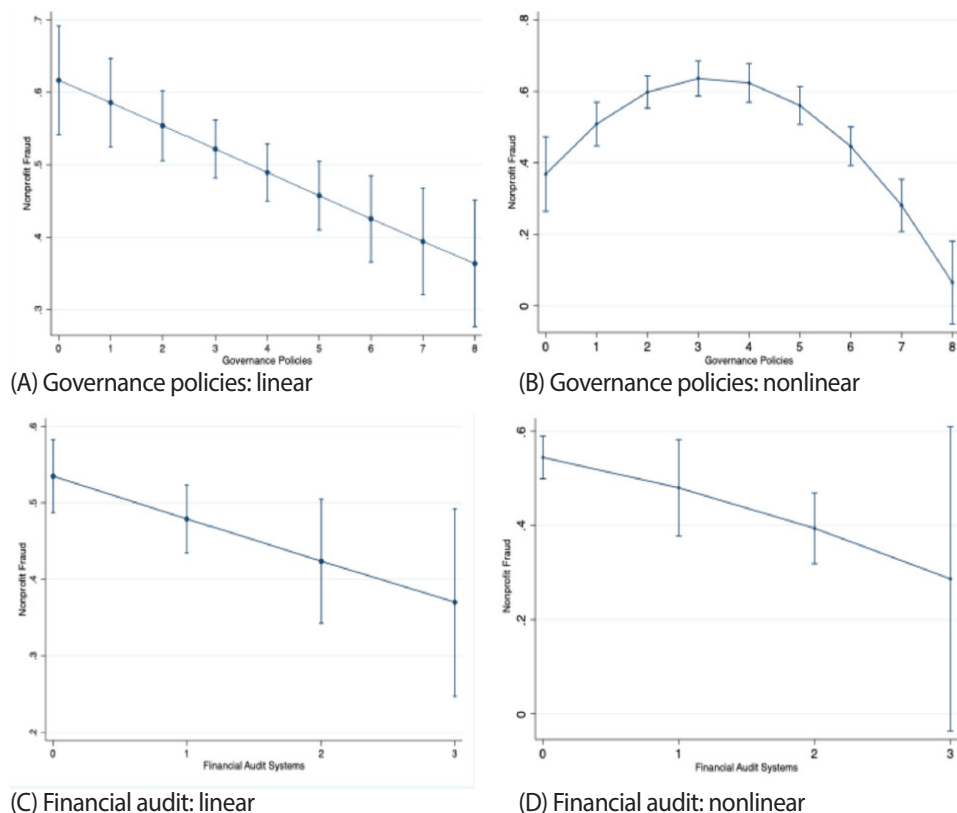 .7
.6
.5
.4
.3
Nonprofit Fraud
0 1 2 3 4 5 6 7 8
Governance Policies
(A) Governance policies: linear
.8
.6
.4
.2
0
Nonprofit Fraud
0 1 2 3 4 5 6 7 8
Governance Policies
(B) Governance policies: nonlinear
.6
.5
.4
.3
.2
Nonprofit Fraud
0 1 2 3
Financial Audit Systems
(C) Financial audit: linear
.6
.4
.2
0
Nonprofit Fraud
0 1 2 3
Financial Audit Systems
(D) Financial audit: nonlinear